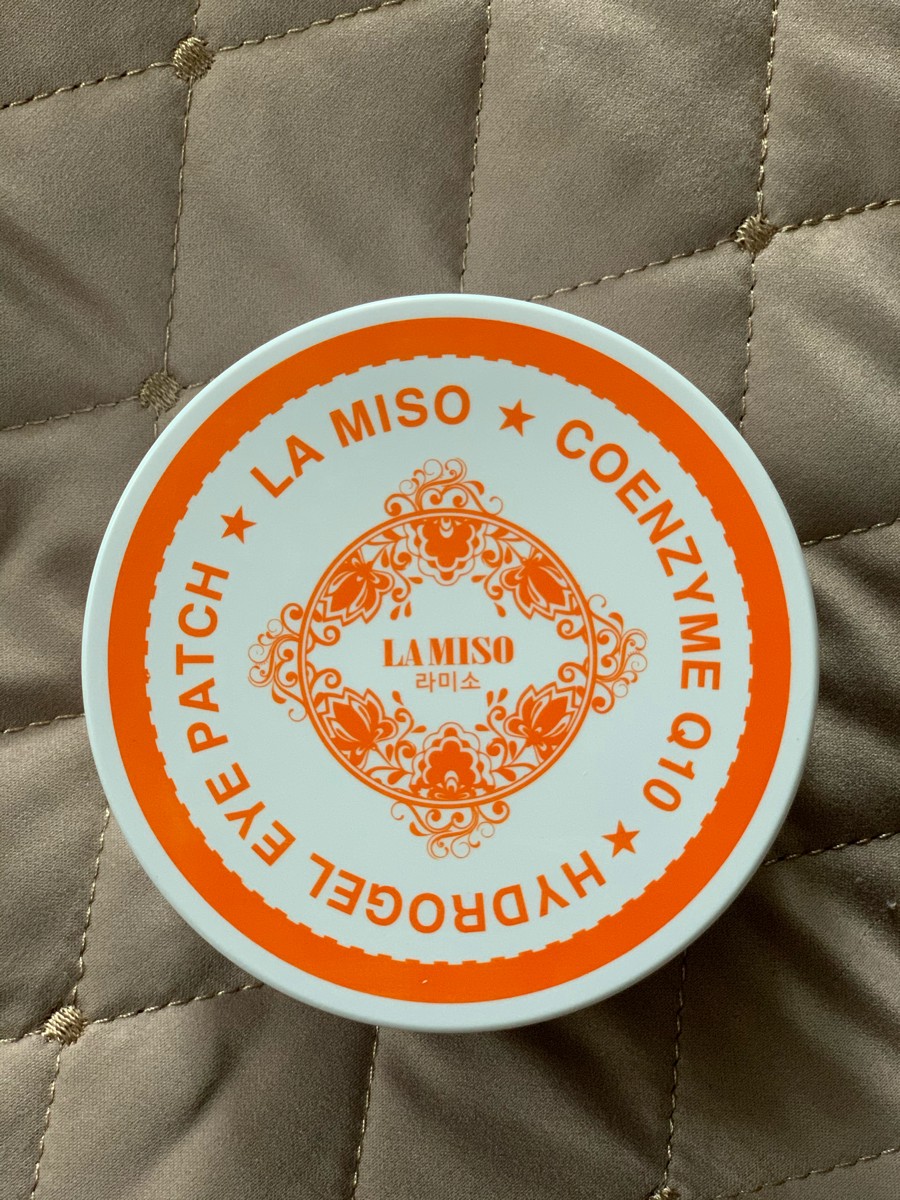 LA MISO ★ COENZYME Q10 ★ HYDROGEL EYE PATCH ★
LA MISO
라미소